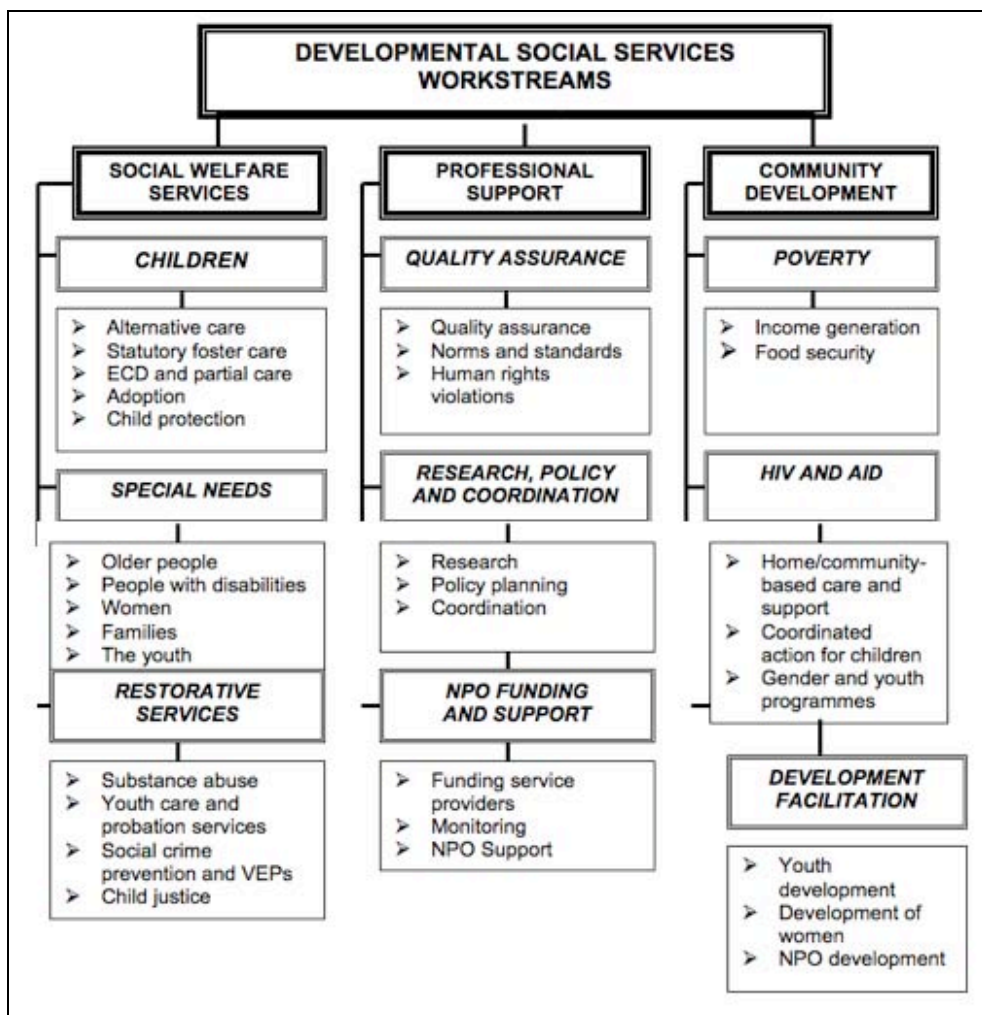 DEVELOPMENTAL SOCIAL SERVICES
WORKSTREAMS
SOCIAL WELFARE
SERVICES
CHILDREN
➢ Alternative care
➢ Statutory foster care
➢ ECD and partial care
➢ Adoption
➢ Child protection
SPECIAL NEEDS
➢ Older people
➢ People with disabilities
➢ Women
➢ Families
➢ The youth
RESTORATIVE
SERVICES
➢ Substance abuse
➢ Youth care and
probation services
➢ Social crime
prevention and VEPs
➢ Child justice
PROFESSIONAL
SUPPORT
QUALITY ASSURANCE
➢ Quality assurance
➢ Norms and standards
➢ Human rights
violations
RESEARCH, POLICY
AND COORDINATION
➢ Research
➢ Policy planning
➢ Coordination
NPO FUNDING
AND SUPPORT
➢ Funding service
providers
➢ Monitoring
➢ NPO Support
COMMUNITY
DEVELOPMENT
POVERTY
➢ Income generation
➢ Food security
HIV AND AID
➢ Home/community-
based care and
support
➢ Coordinated
action for children
➢ Gender and youth
programmes
DEVELOPMENT
FACILITATION
➢ Youth
development
➢ Development of
women
➢ NPO development